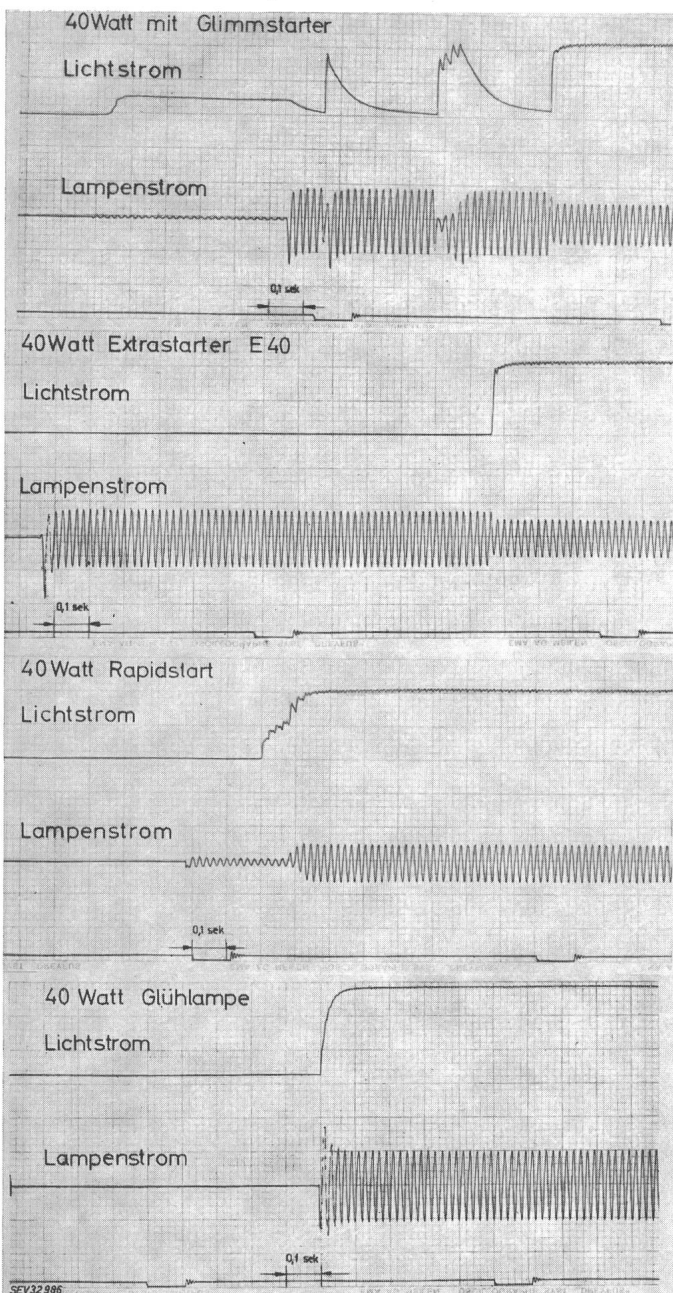 40Watt mit Glimmstarter
Lichtstrom
Lampenstrom
0,1 sek
40Watt Extrastarter E40
Lichtstrom
Lampenstrom
0,1 sek
40Watt Rapidstart
Lichtstrom
Lampenstrom
0,1 sek
40 Watt Glühlampe
Lichtstrom
Lampenstrom
0,1 sek
SEV32986